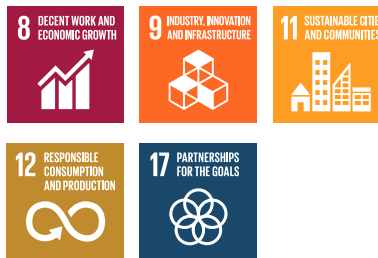 8 DECENT WORK AND
ECONOMIC GROWTH
9 INDUSTRY, INNOVATION
AND INFRASTRUCTURE
11 SUSTAINABLE CITIE
AND COMMUNITIES
12 RESPONSIBLE
CONSUMPTION
AND PRODUCTION
17 PARTNERSHIPS
FOR THE GOALS